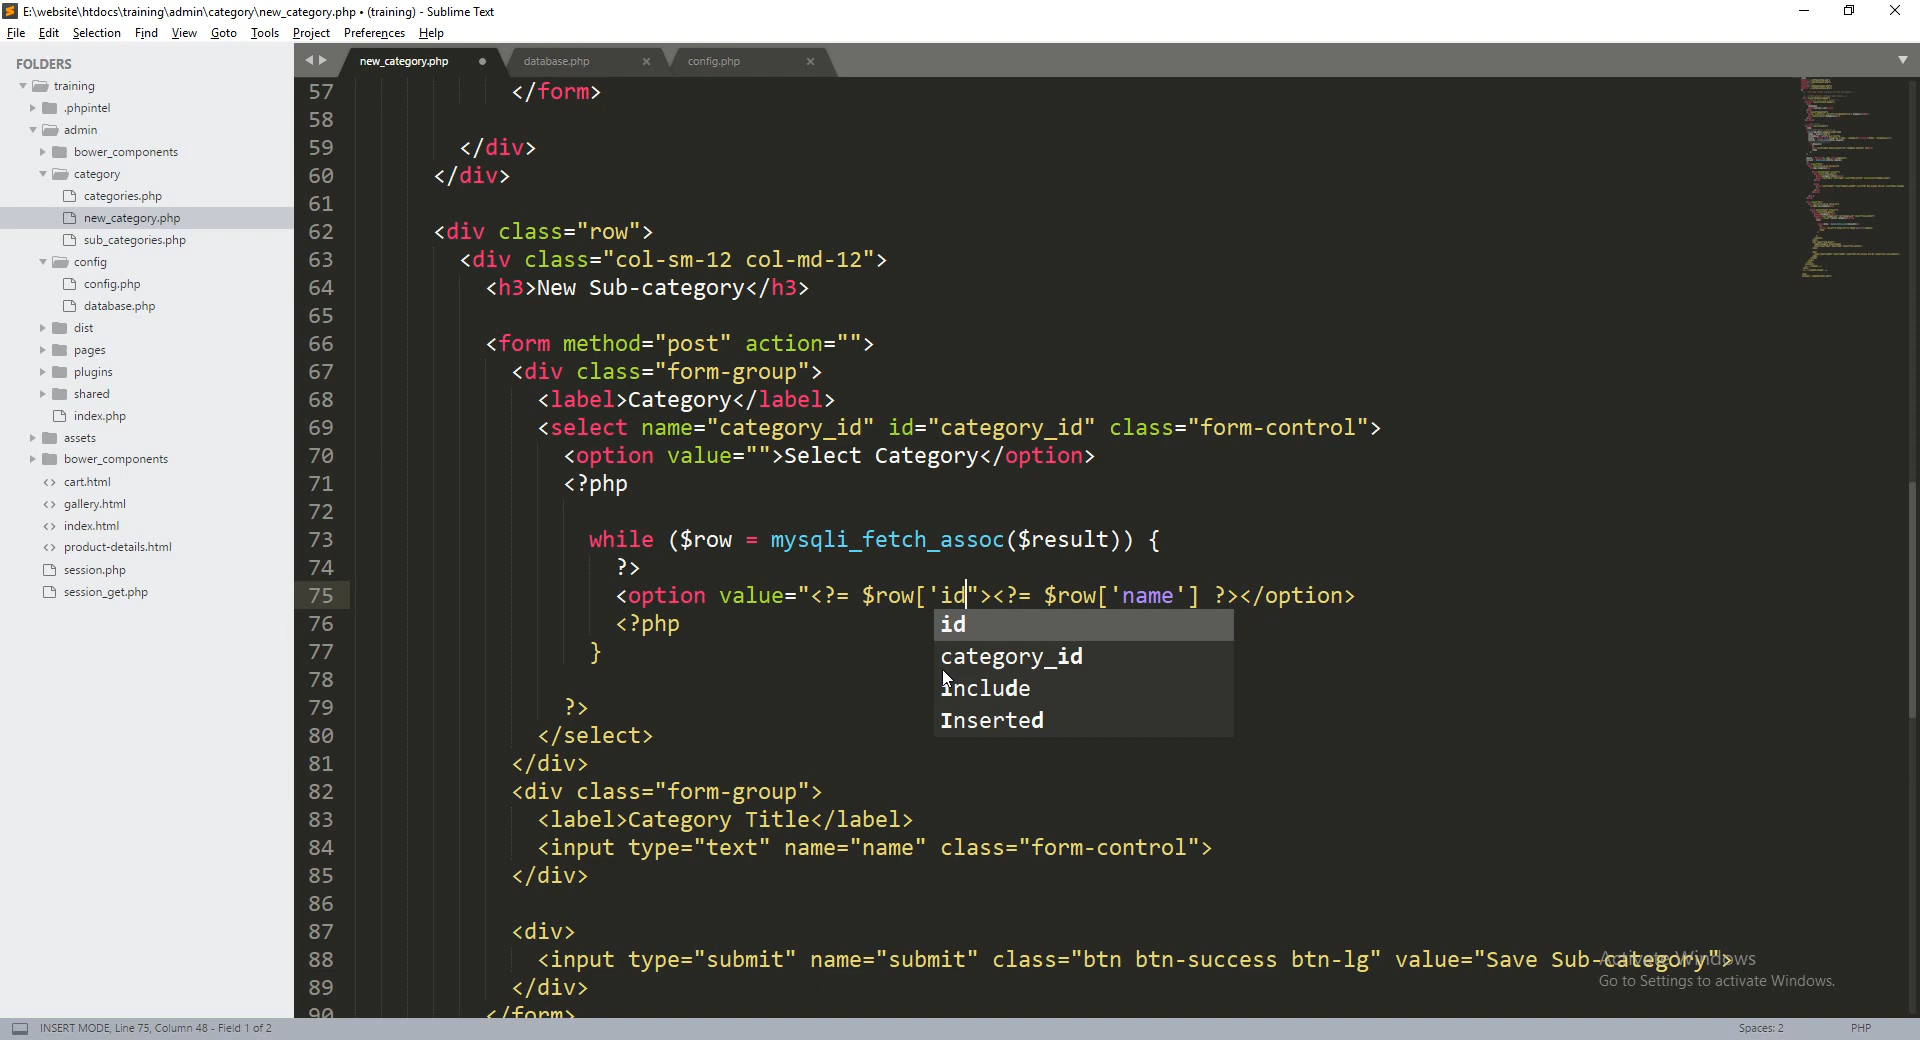 E:\website\htdocs\training\admin\category\new_category.php • (training) - Sublime Text
File Edit Selection Find View Goto Tools Project Preferences Help
FOLDERS
training
.phpintel
admin
bower_components
category
categories.php
new_category.php
sub_categories.php
config
config.php
database.php
dist
pages
plugins
shared
index.php
assets
bower_components
cart.html
gallery.html
index.html
product-details.html
session.php
session_get.php
new_category.php database.php config.php
57 </form>
58
59 </div>
60 </div>
61
62 <div class="row">
63 <div class="col-sm-12 col-md-12">
64 <h3>New Sub-category</h3>
65
66 <form method="post" action="">
67 <div class="form-group">
68 <label>Category</label>
69 <select name="category_id" id="category_id" class="form-control">
70 <option value="">Select Category</option>
71 <?php
72
73 while ($row = mysqli_fetch_assoc($result)) {
74 ?>
75 <option value="<?= $row['id"><?= $row['name'] ?></option>
76 <?php
77 }
78
79 ?>
80 </select>
81 </div>
82 <div class="form-group">
83 <label>Category Title</label>
84 <input type="text" name="name" class="form-control">
85 </div>
86
87 <div>
88 <input type="submit" name="submit" class="btn btn-success btn-lg" value="Save Sub-category">
89 </div>
90 </form>
id
category_id
include
Inserted
Activate Windows
Go to Settings to activate Windows.
INSERT MODE, Line 75, Column 48 - Field 1 of 2
Spaces: 2
PHP